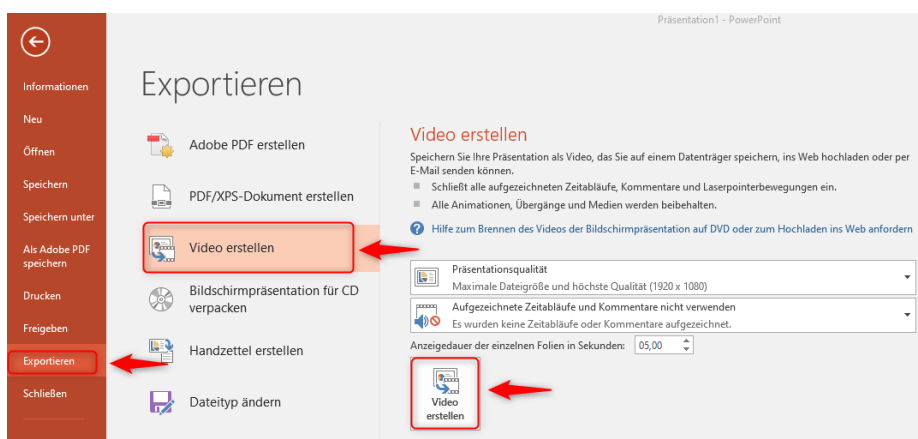 Präsentation1 - PowerPoint
Informationen
Neu
Öffnen
Speichern
Speichern unter
Als Adobe PDF
speichern
Drucken
Freigeben
Exportieren
Schließen
Exportieren
Adobe PDF erstellen
PDF/XPS-Dokument erstellen
Video erstellen
Bildschirmpräsentation für CD
verpacken
Handzettel erstellen
Dateityp ändern
Video erstellen
Speichern Sie Ihre Präsentation als Video, das Sie auf einem Datenträger speichern, ins Web hochladen oder per
E-Mail senden können.
Schließt alle aufgezeichneten Zeitabläufe, Kommentare und Laserpointerbewegungen ein.
Alle Animationen, Übergänge und Medien werden beibehalten.
Hilfe zum Brennen des Videos der Bildschirmpräsentation auf DVD oder zum Hochladen ins Web anfordern
Präsentationsqualität
Maximale Dateigröße und höchste Qualität (1920 x 1080)
Aufgezeichnete Zeitabläufe und Kommentare nicht verwenden
Es wurden keine Zeitabläufe oder Kommentare aufgezeichnet.
Anzeigedauer der einzelnen Folien in Sekunden: 05,00
Video
erstellen